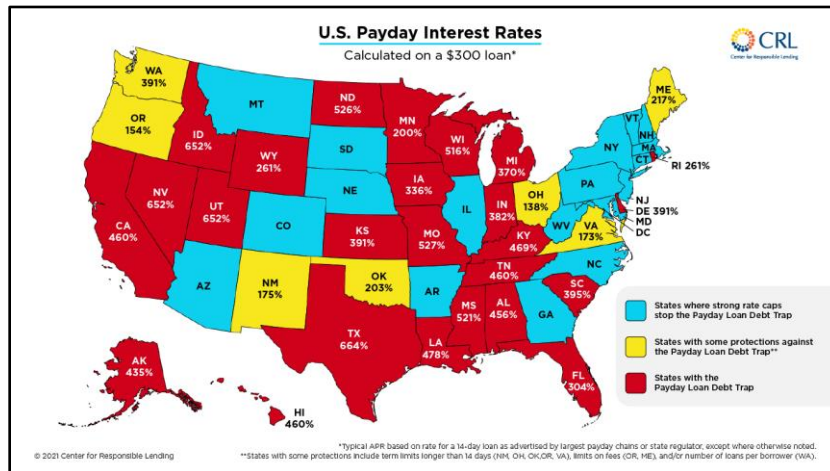 U.S. Payday Interest Rates
Calculated on a $300 loan*
CRL
Center for Responsible Lending
WA
391%
OR
154%
ID
652%
MT
ND
526%
MN
200%
WI
516%
MI
370%
ME
217%
VT
NH
NY
MA
CT
RI 261%
WY
261%
SD
IA
336%
NE
NV
652%
UT
652%
CA
460%
CO
KS
391%
MO
527%
IL
IN
382%
OH
138%
PA
NJ
DE 391%
MD
DC
WV
VA
173%
KY
469%
NC
TN
460%
SC
395%
AZ
NM
175%
OK
203%
AR
MS
521%
AL
456%
GA
TX
664%
LA
478%
FL
304%
AK
435%
HI
460%
States where strong rate caps
stop the Payday Loan Debt Trap
States with some protections against
the Payday Loan Debt Trap**
States with the
Payday Loan Debt Trap
*Typical APR based on rate for a 14-day loan as advertised by largest payday chains or state regulator, except where otherwise noted.
© 2021 Center for Responsible Lending
**States with some protections include term limits longer than 14 days (NM, OH, OK,OR, VA), limits on fees (OR, ME), and/or number of loans per borrower (WA).